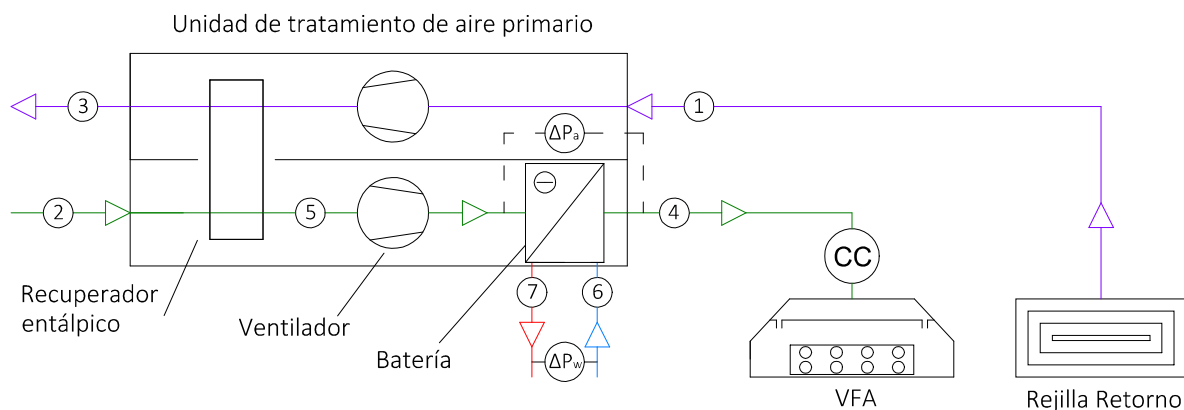 Unidad de tratamiento de aire primario
3
1
ΔPa
2
5
4
CC
7
6
Recuperador
entálpico
Ventilador
Batería
ΔPw
VFA
Rejilla Retorno